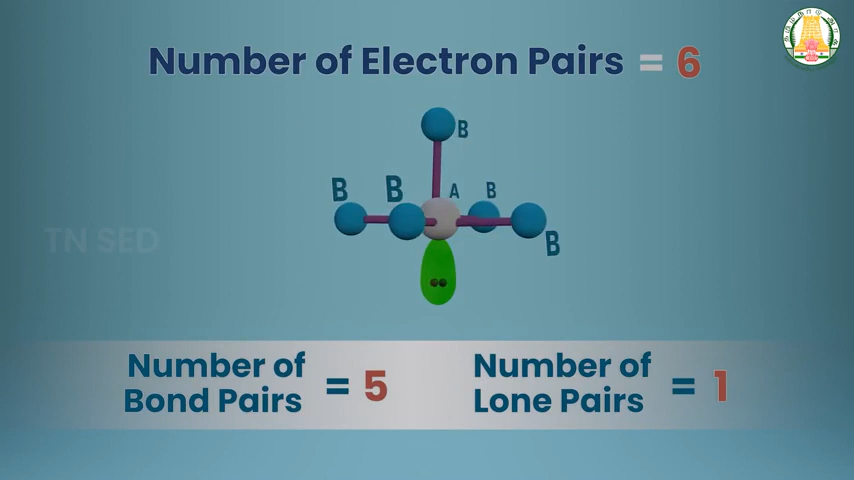 Number of Electron Pairs = 6
B
B
B
A
B
B
TN SED
Number of
Bond Pairs = 5
Number of
Lone Pairs = 1